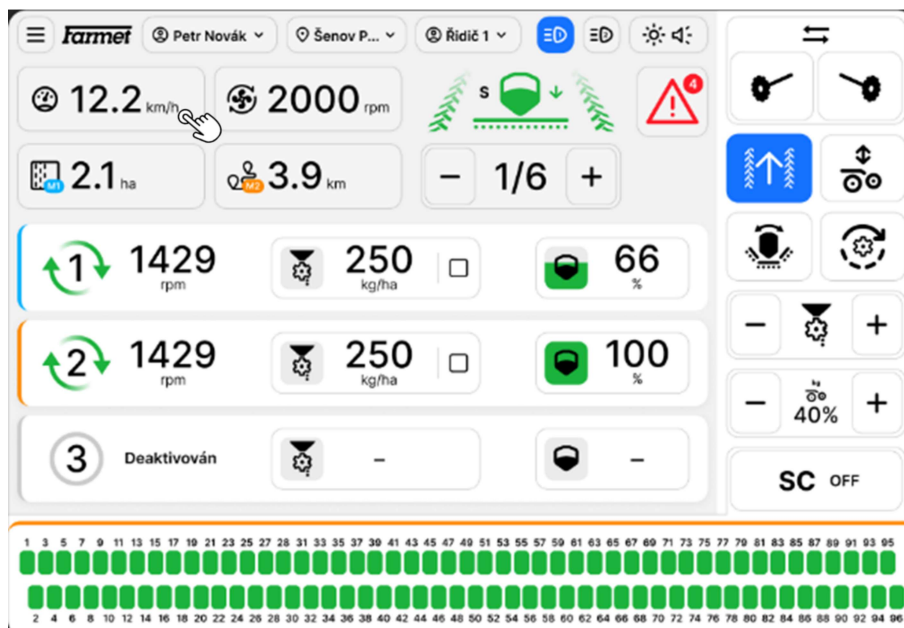 Farmet Petr Novák Šenov P... Řidič 1
12.2 km/h 2000 rpm S 4
M1 2.1 ha M2 3.9 km − 1/6 +
1 1429 rpm 250 kg/ha 66 %
2 1429 rpm 250 kg/ha 100 %
3 Deaktivován – –
− +
− kg 40% +
SC OFF
1 3 5 7 9 11 13 15 17 19 21 23 25 27 28 31 33 35 37 39 41 43 45 47 49 51 53 55 57 59 61 63 65 67 69 71 73 75 77 79 81 83 85 87 89 91 93 95
2 4 6 8 10 12 14 16 18 20 22 24 26 28 30 32 34 36 38 40 42 44 46 48 50 52 54 56 58 60 62 64 66 68 70 72 74 76 78 80 82 84 86 88 90 92 94 96